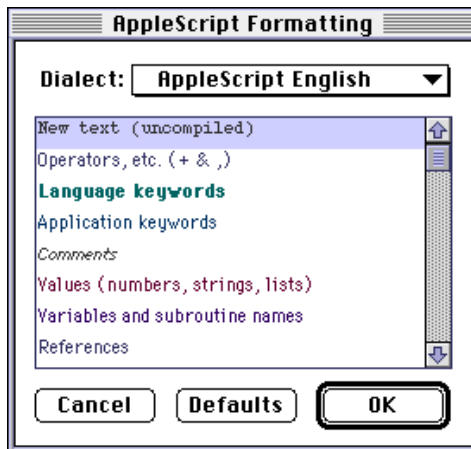 AppleScript Formatting
Dialect: AppleScript English
New text (uncompiled)
Operators, etc. (+ & ,)
Language keywords
Application keywords
Comments
Values (numbers, strings, lists)
Variables and subroutine names
References
Cancel Defaults OK